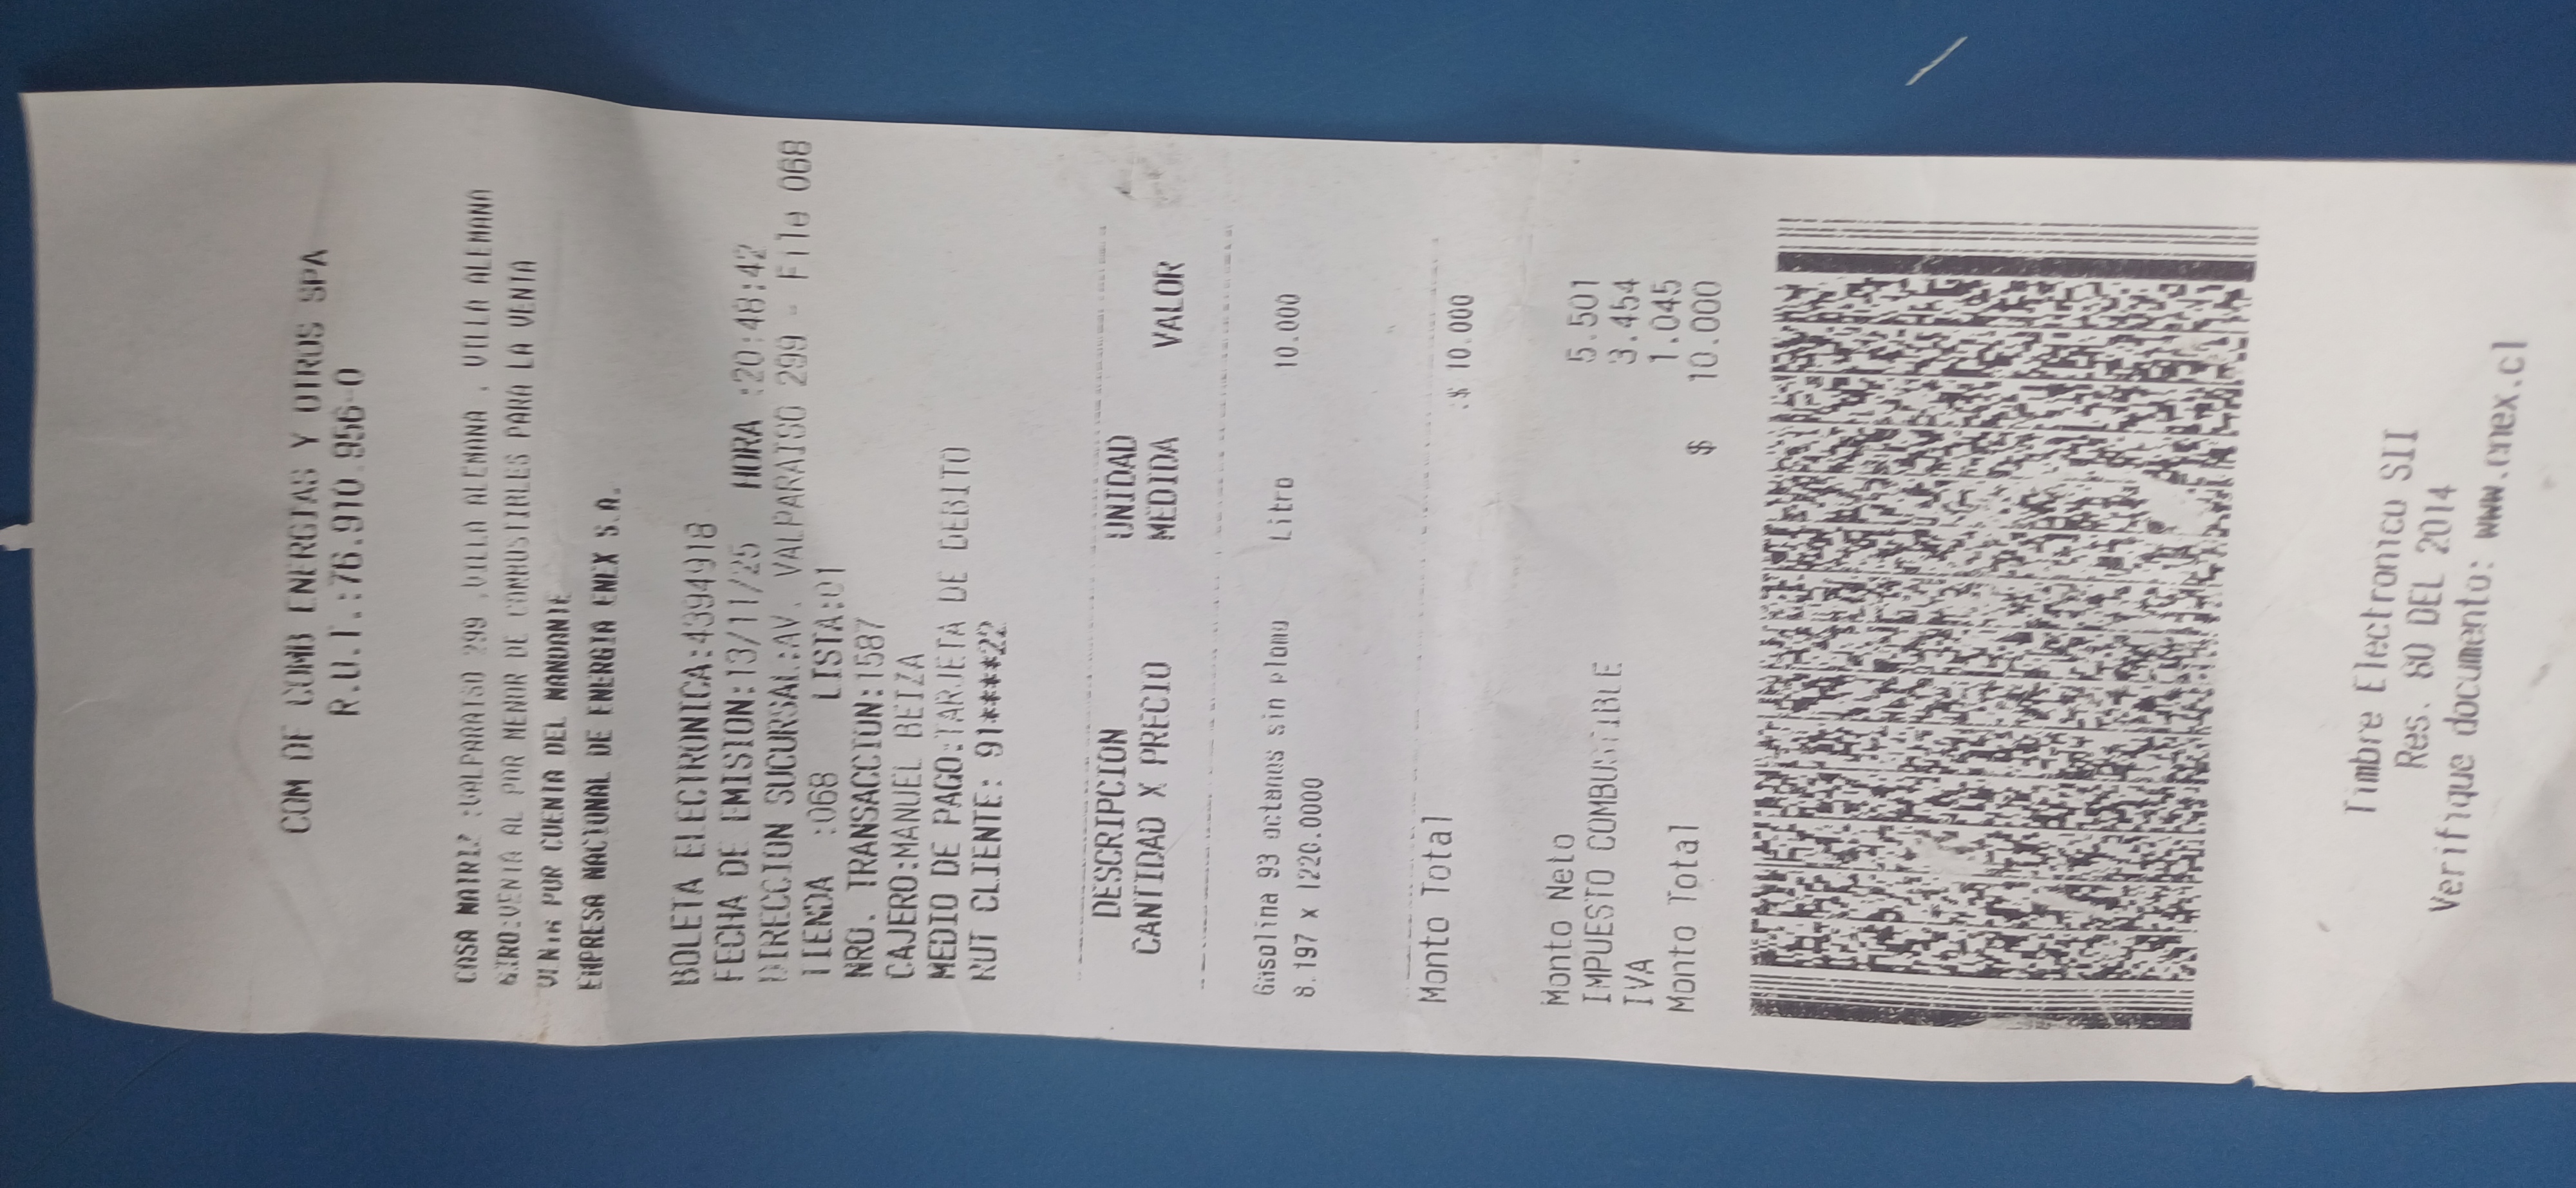 COM DE COMB ENERGIAS Y OTROS SPA
R.U.T.:76.910.956-0
CASA MATRIZ :VALPARAISO 299 ,VILLA ALEMANA , VILLA ALEMANA
GIRO:VENTA AL POR MENOR DE COMBUSTIBLES PARA LA VENTA
VENTA POR CUENTA DEL MANDANTE
EMPRESA NACIONAL DE ENERGIA ENEX S.A.
BOLETA ELECTRONICA:4394918
FECHA DE EMISION:13/11/25 HORA :20:48:42
DIRECCION SUCURSAL:AV. VALPARAISO 299 - File 068
TIENDA :068 LISTA:01
NRO. TRANSACCION:1587
CAJERO:MANUEL BEIZA
MEDIO DE PAGO:TARJETA DE DEBITO
RUT CLIENTE: 91****22
DESCRIPCION UNIDAD
CANTIDAD X PRECIO MEDIDA VALOR
Gasolina 93 octanos sin plomo Litro 10.000
8.197 x 1220.000
Monto Total :$ 10.000
Monto Neto 5.501
IMPUESTO COMBUSTIBLE 3.454
IVA 1.045
Monto Total $ 10.000
Timbre Electronico SII
Res. 80 DEL 2014
Verifique documento: www.enex.cl